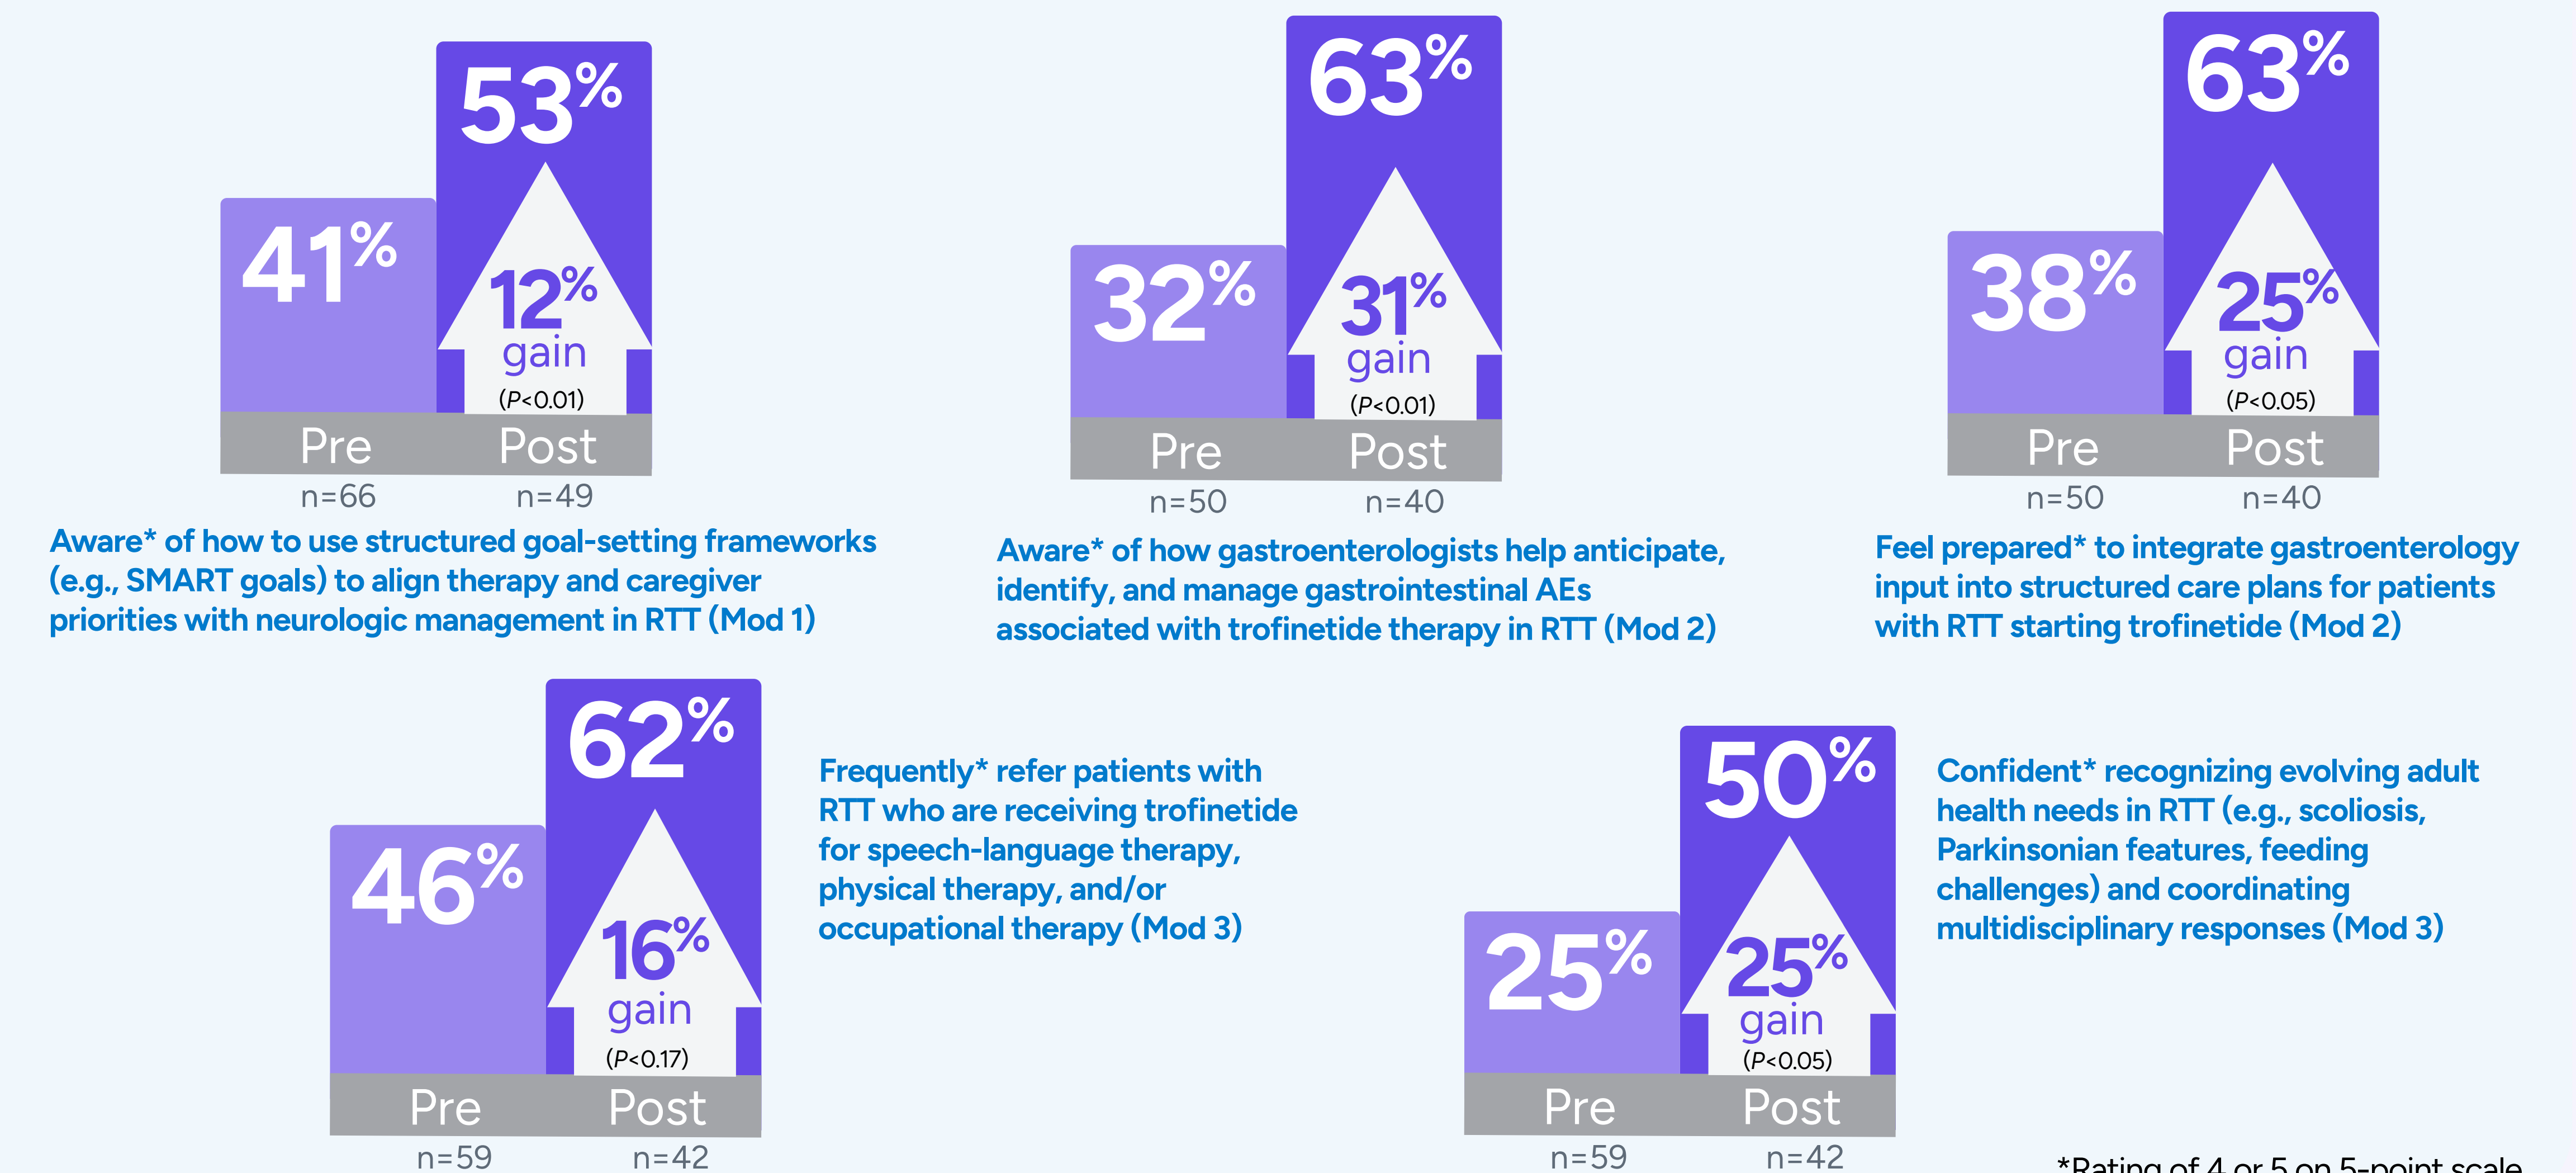 53%
41%
12%
gain
(P<0.01)
Pre Post
n=66 n=49
Aware* of how to use structured goal-setting frameworks
(e.g., SMART goals) to align therapy and caregiver
priorities with neurologic management in RTT (Mod 1)
63%
32%
31%
gain
(P<0.01)
Pre Post
n=50 n=40
Aware* of how gastroenterologists help anticipate,
identify, and manage gastrointestinal AEs
associated with trofinetide therapy in RTT (Mod 2)
63%
38%
25%
gain
(P<0.05)
Pre Post
n=50 n=40
Feel prepared* to integrate gastroenterology
input into structured care plans for patients
with RTT starting trofinetide (Mod 2)
62%
46%
16%
gain
(P<0.17)
Pre Post
n=59 n=42
Frequently* refer patients with
RTT who are receiving trofinetide
for speech-language therapy,
physical therapy, and/or
occupational therapy (Mod 3)
50%
25%
25%
gain
(P<0.05)
Pre Post
n=59 n=42
Confident* recognizing evolving adult
health needs in RTT (e.g., scoliosis,
Parkinsonian features, feeding
challenges) and coordinating
multidisciplinary responses (Mod 3)
*Rating of 4 or 5 on 5-point scale